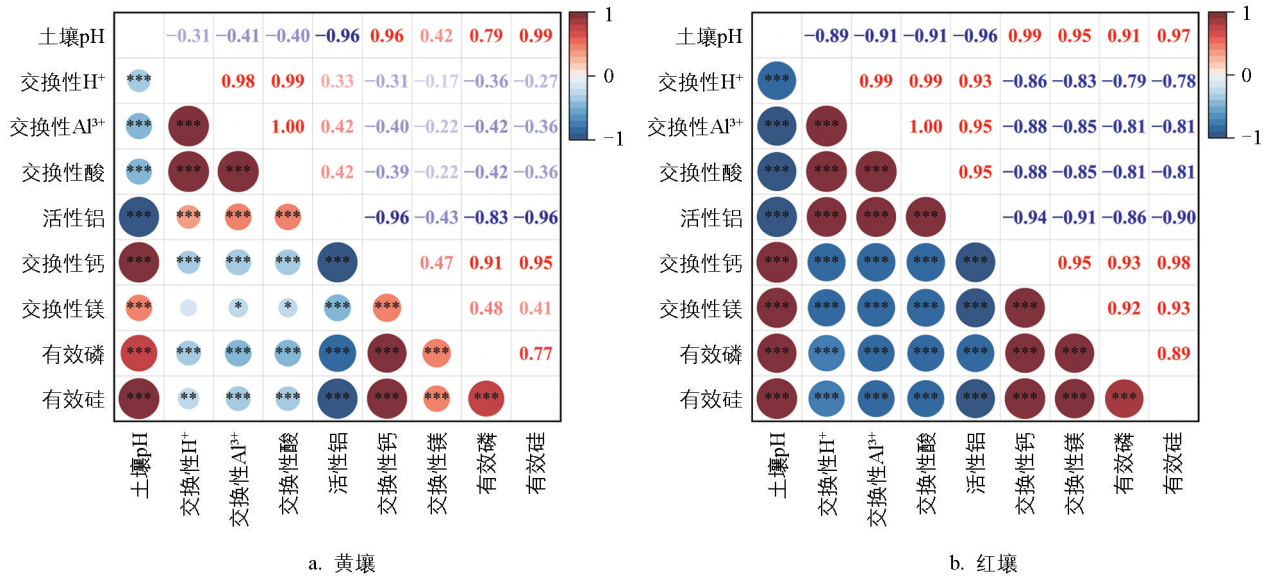 土壤pH −0.31 −0.41 −0.40 −0.96 0.96 0.42 0.79 0.99
交换性H⁺ *** 0.98 0.99 0.33 −0.31 −0.17 −0.36 −0.27
交换性Al³⁺ *** *** 1.00 0.42 −0.40 −0.22 −0.42 −0.36
交换性酸 *** *** *** 0.42 −0.39 −0.22 −0.42 −0.36
活性铝 *** *** *** *** −0.96 −0.43 −0.83 −0.96
交换性钙 *** *** *** *** *** 0.47 0.91 0.95
交换性镁 *** * * *** *** 0.48 0.41
有效磷 *** *** *** *** *** *** *** 0.77
有效硅 *** ** *** *** *** *** *** ***
土壤pH 交换性H⁺ 交换性Al³⁺ 交换性酸 活性铝 交换性钙 交换性镁 有效磷 有效硅
1
0
−1
a. 黄壤
土壤pH −0.89 −0.91 −0.91 −0.96 0.99 0.95 0.91 0.97
交换性H⁺ *** 0.99 0.99 0.93 −0.86 −0.83 −0.79 −0.78
交换性Al³⁺ *** *** 1.00 0.95 −0.88 −0.85 −0.81 −0.81
交换性酸 *** *** *** 0.95 −0.88 −0.85 −0.81 −0.81
活性铝 *** *** *** *** −0.94 −0.91 −0.86 −0.90
交换性钙 *** *** *** *** *** 0.95 0.93 0.98
交换性镁 *** *** *** *** *** *** 0.92 0.93
有效磷 *** *** *** *** *** *** *** 0.89
有效硅 *** *** *** *** *** *** *** ***
土壤pH 交换性H⁺ 交换性Al³⁺ 交换性酸 活性铝 交换性钙 交换性镁 有效磷 有效硅
1
0
−1
b. 红壤